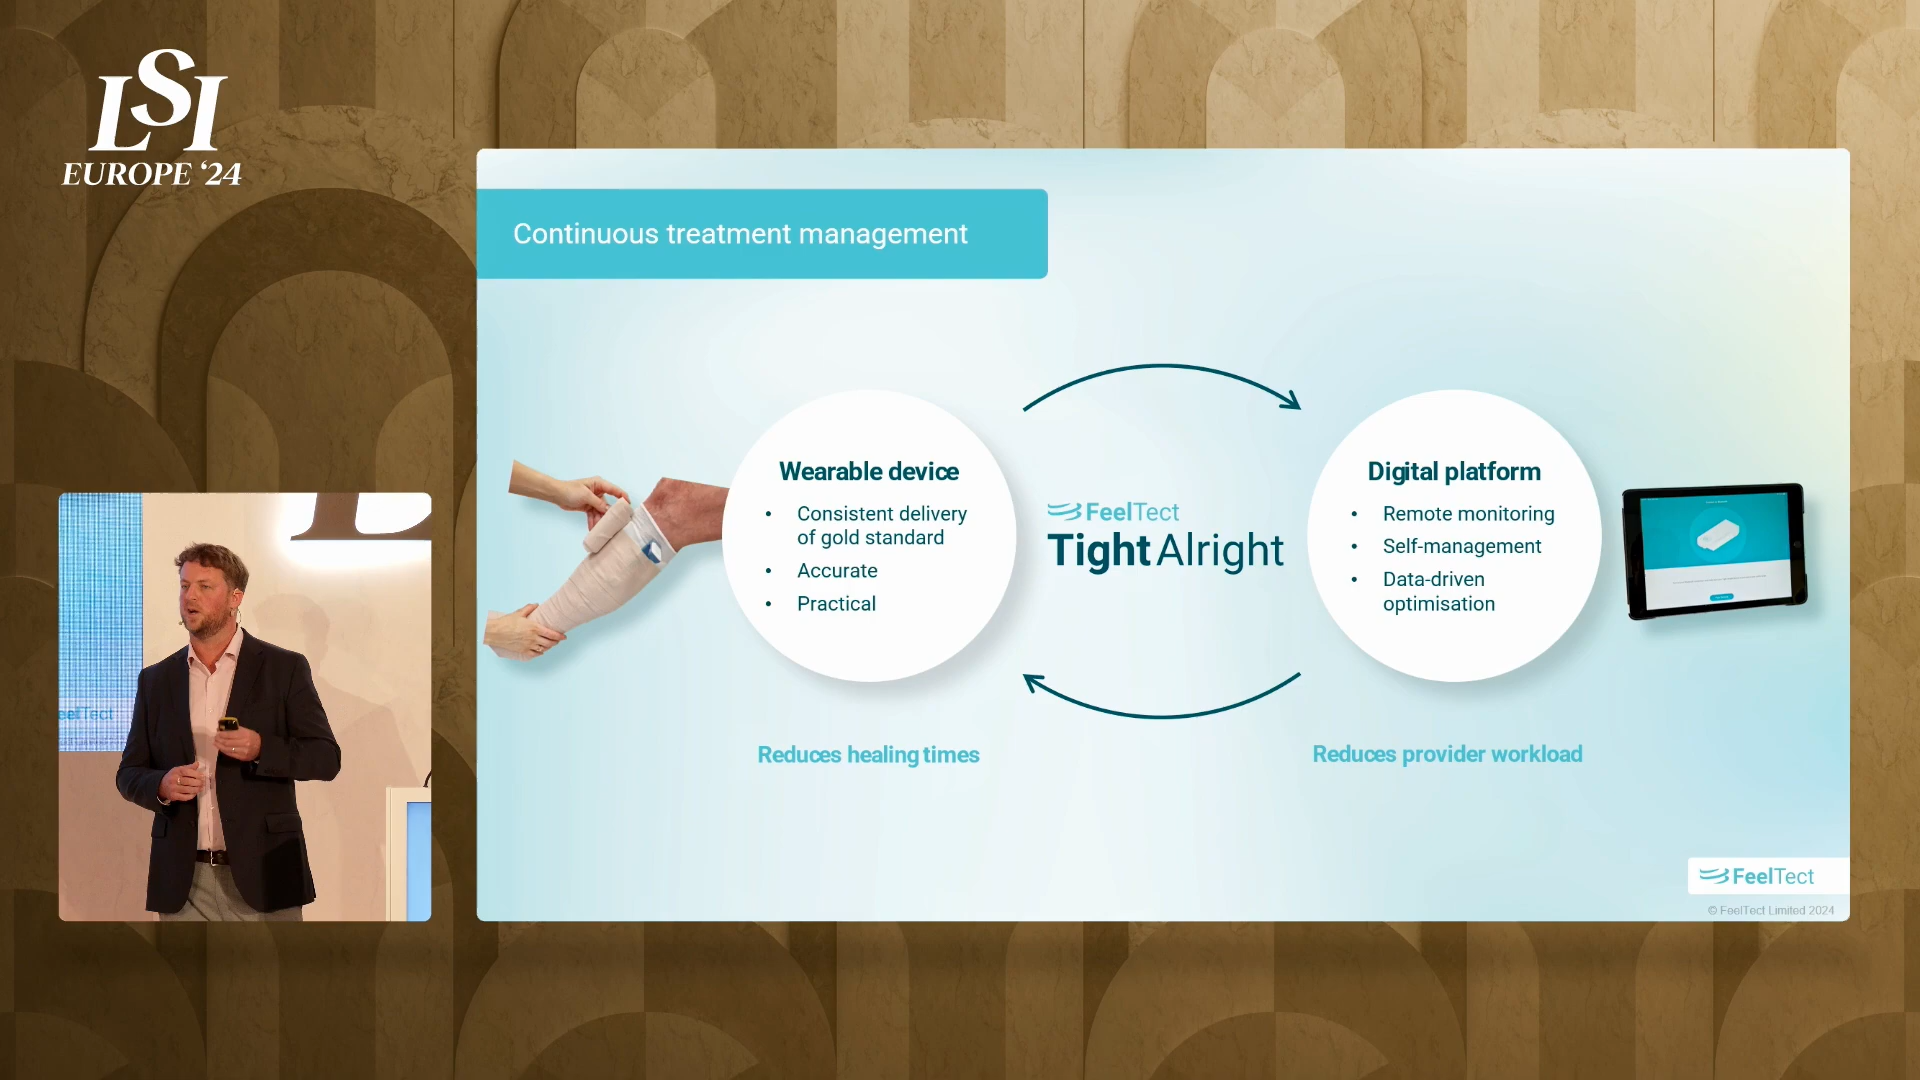 LSI
EUROPE ‘24
Continuous treatment management
Wearable device
• Consistent delivery
of gold standard
• Accurate
• Practical
FeelTect
TightAlright
Digital platform
• Remote monitoring
• Self-management
• Data-driven
optimisation
Reduces healing times
Reduces provider workload
eelTect
FeelTect
© FeelTect Limited 2024